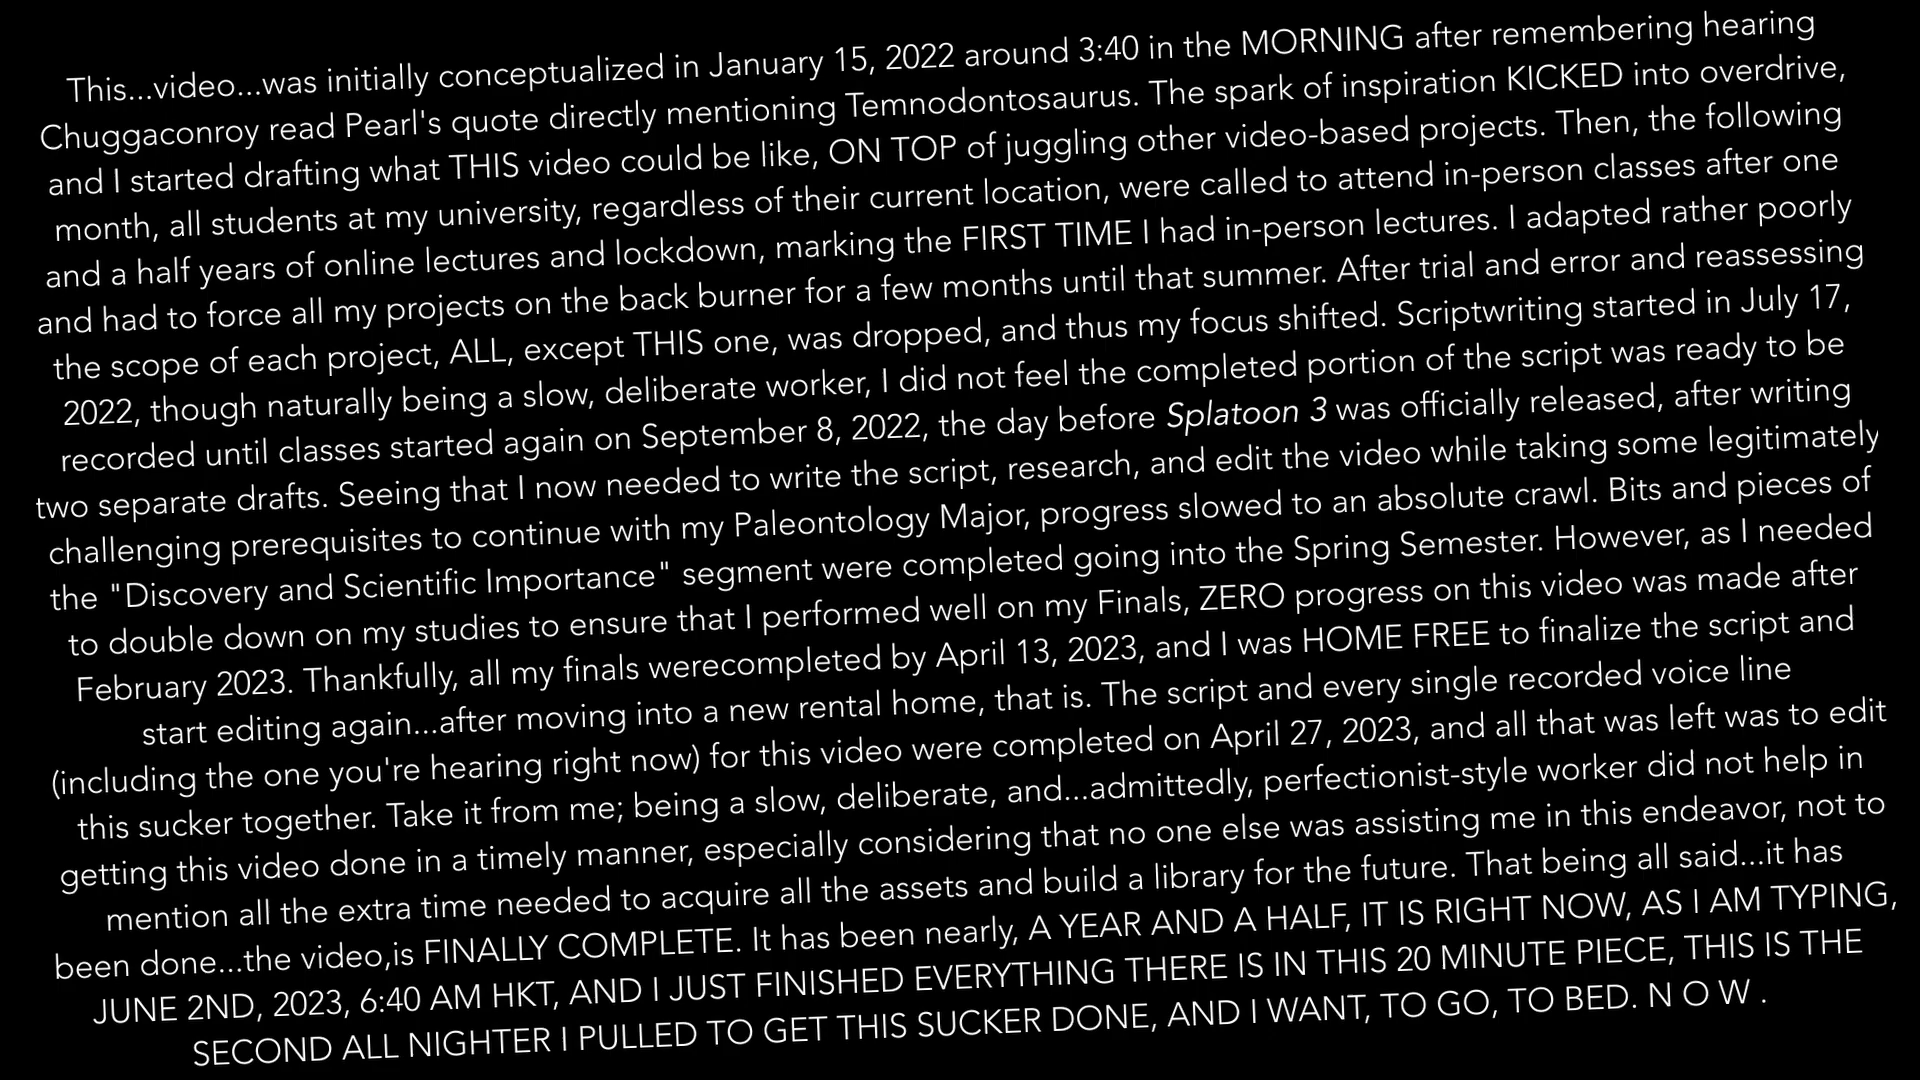 This...video...was initially conceptualized in January 15, 2022 around 3:40 in the MORNING after remembering hearing
Chuggaconroy read Pearl's quote directly mentioning Temnodontosaurus. The spark of inspiration KICKED into overdrive,
and I started drafting what THIS video could be like, ON TOP of juggling other video-based projects. Then, the following
month, all students at my university, regardless of their current location, were called to attend in-person classes after one
and a half years of online lectures and lockdown, marking the FIRST TIME I had in-person lectures. I adapted rather poorly
and had to force all my projects on the back burner for a few months until that summer. After trial and error and reassessing
the scope of each project, ALL, except THIS one, was dropped, and thus my focus shifted. Scriptwriting started in July 17,
2022, though naturally being a slow, deliberate worker, I did not feel the completed portion of the script was ready to be
recorded until classes started again on September 8, 2022, the day before Splatoon 3 was officially released, after writing
two separate drafts. Seeing that I now needed to write the script, research, and edit the video while taking some legitimately
challenging prerequisites to continue with my Paleontology Major, progress slowed to an absolute crawl. Bits and pieces of
the "Discovery and Scientific Importance" segment were completed going into the Spring Semester. However, as I needed
to double down on my studies to ensure that I performed well on my Finals, ZERO progress on this video was made after
February 2023. Thankfully, all my finals werecompleted by April 13, 2023, and I was HOME FREE to finalize the script and
start editing again...after moving into a new rental home, that is. The script and every single recorded voice line
(including the one you're hearing right now) for this video were completed on April 27, 2023, and all that was left was to edit
this sucker together. Take it from me; being a slow, deliberate, and...admittedly, perfectionist-style worker did not help in
getting this video done in a timely manner, especially considering that no one else was assisting me in this endeavor, not to
mention all the extra time needed to acquire all the assets and build a library for the future. That being all said...it has
been done...the video,is FINALLY COMPLETE. It has been nearly, A YEAR AND A HALF, IT IS RIGHT NOW, AS I AM TYPING,
JUNE 2ND, 2023, 6:40 AM HKT, AND I JUST FINISHED EVERYTHING THERE IS IN THIS 20 MINUTE PIECE, THIS IS THE
SECOND ALL NIGHTER I PULLED TO GET THIS SUCKER DONE, AND I WANT, TO GO, TO BED. N O W .